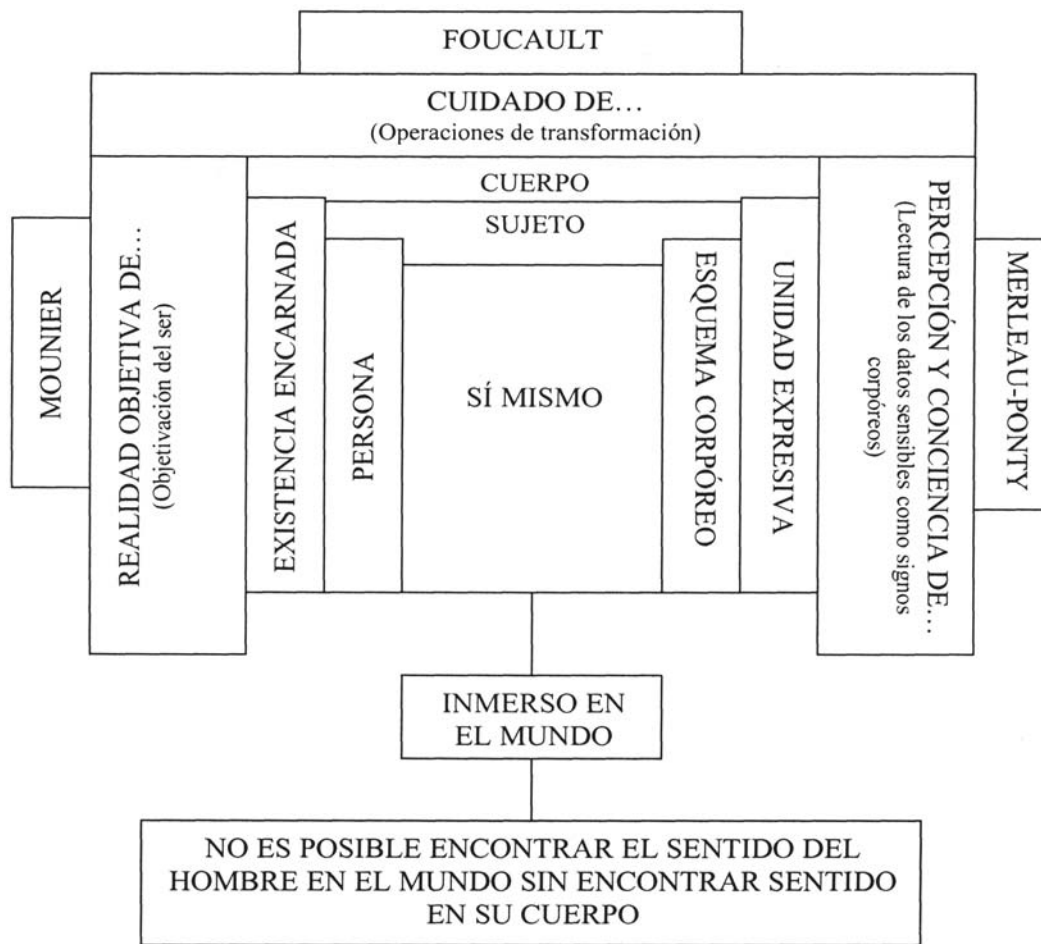 FOUCAULT
CUIDADO DE…
(Operaciones de transformación)
CUERPO
SUJETO
MOUNIER
REALIDAD OBJETIVA DE…
(Objetivación del ser)
EXISTENCIA ENCARNADA
PERSONA
SÍ MISMO
ESQUEMA CORPÓREO
UNIDAD EXPRESIVA
PERCEPCIÓN Y CONCIENCIA DE…
(Lectura de los datos sensibles como signos
corpóreos)
MERLEAU-PONTY
INMERSO EN
EL MUNDO
NO ES POSIBLE ENCONTRAR EL SENTIDO DEL
HOMBRE EN EL MUNDO SIN ENCONTRAR SENTIDO
EN SU CUERPO